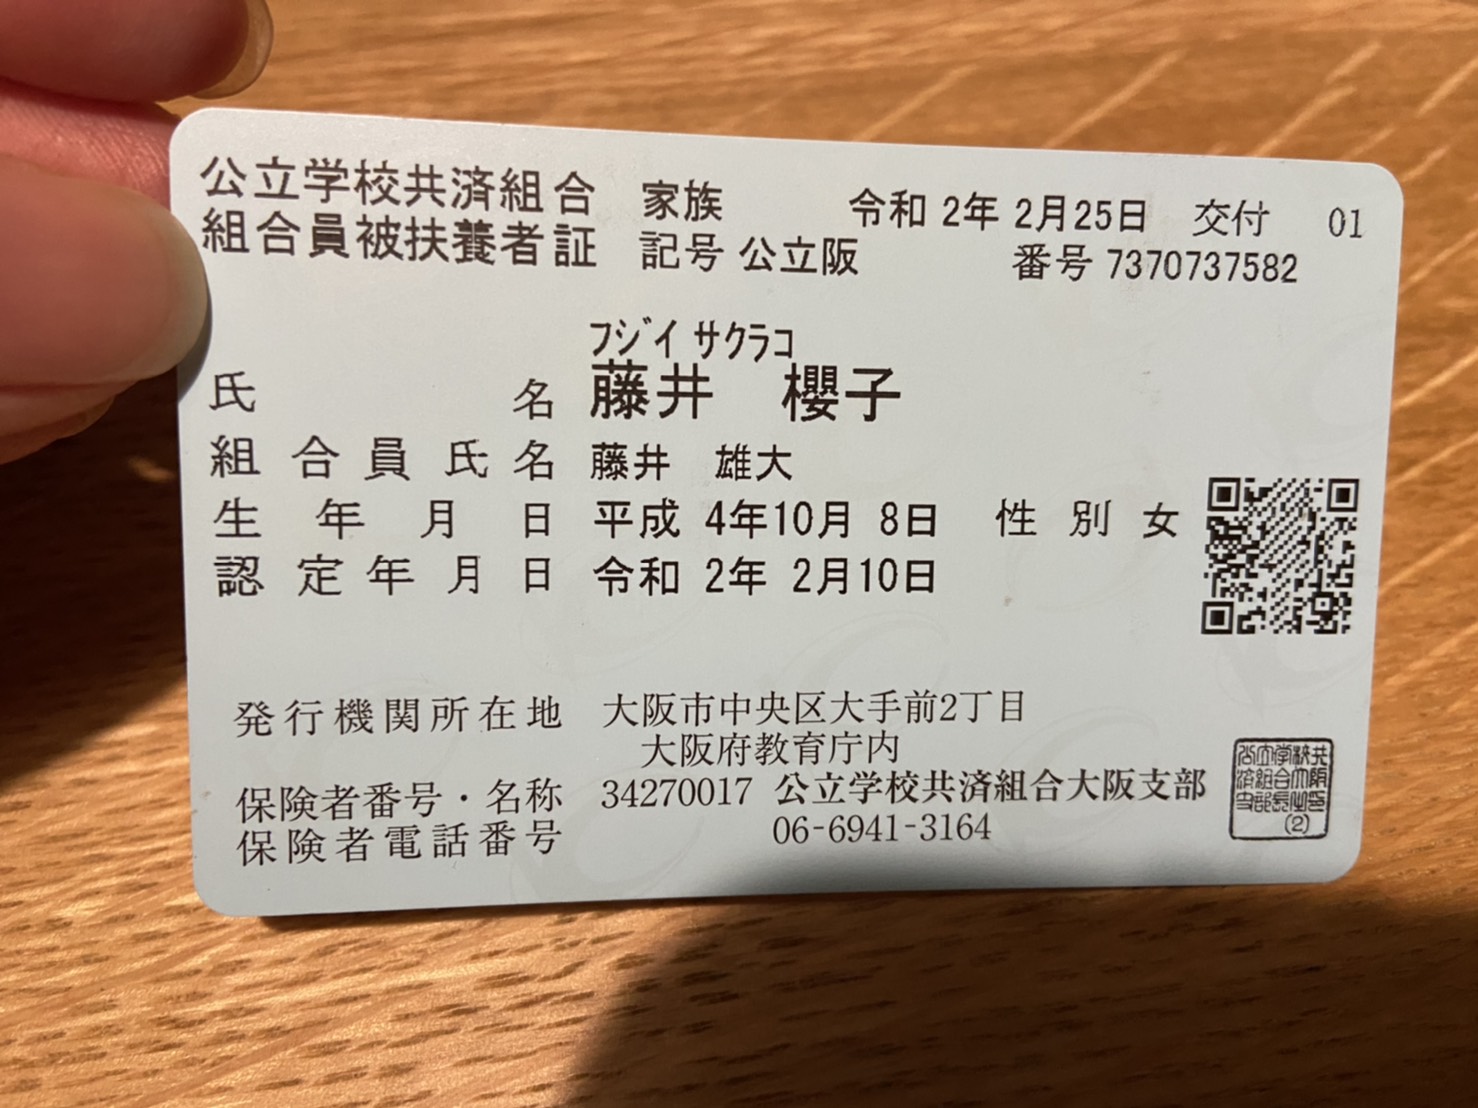 公立学校共済組合 家族 令和 2年 2月25日 交付 01
組合員被扶養者証 記号 公立阪 番号 7370737582
フジイ サクラコ
氏名 藤井 櫻子
組合員氏名 藤井 雄大
生年月日 平成 4年10月 8日 性別 女
認定年月日 令和 2年 2月10日
発行機関所在地 大阪市中央区大手前2丁目
大阪府教育庁内
保険者番号・名称 34270017 公立学校共済組合大阪支部
保険者電話番号 06-6941-3164
(2)